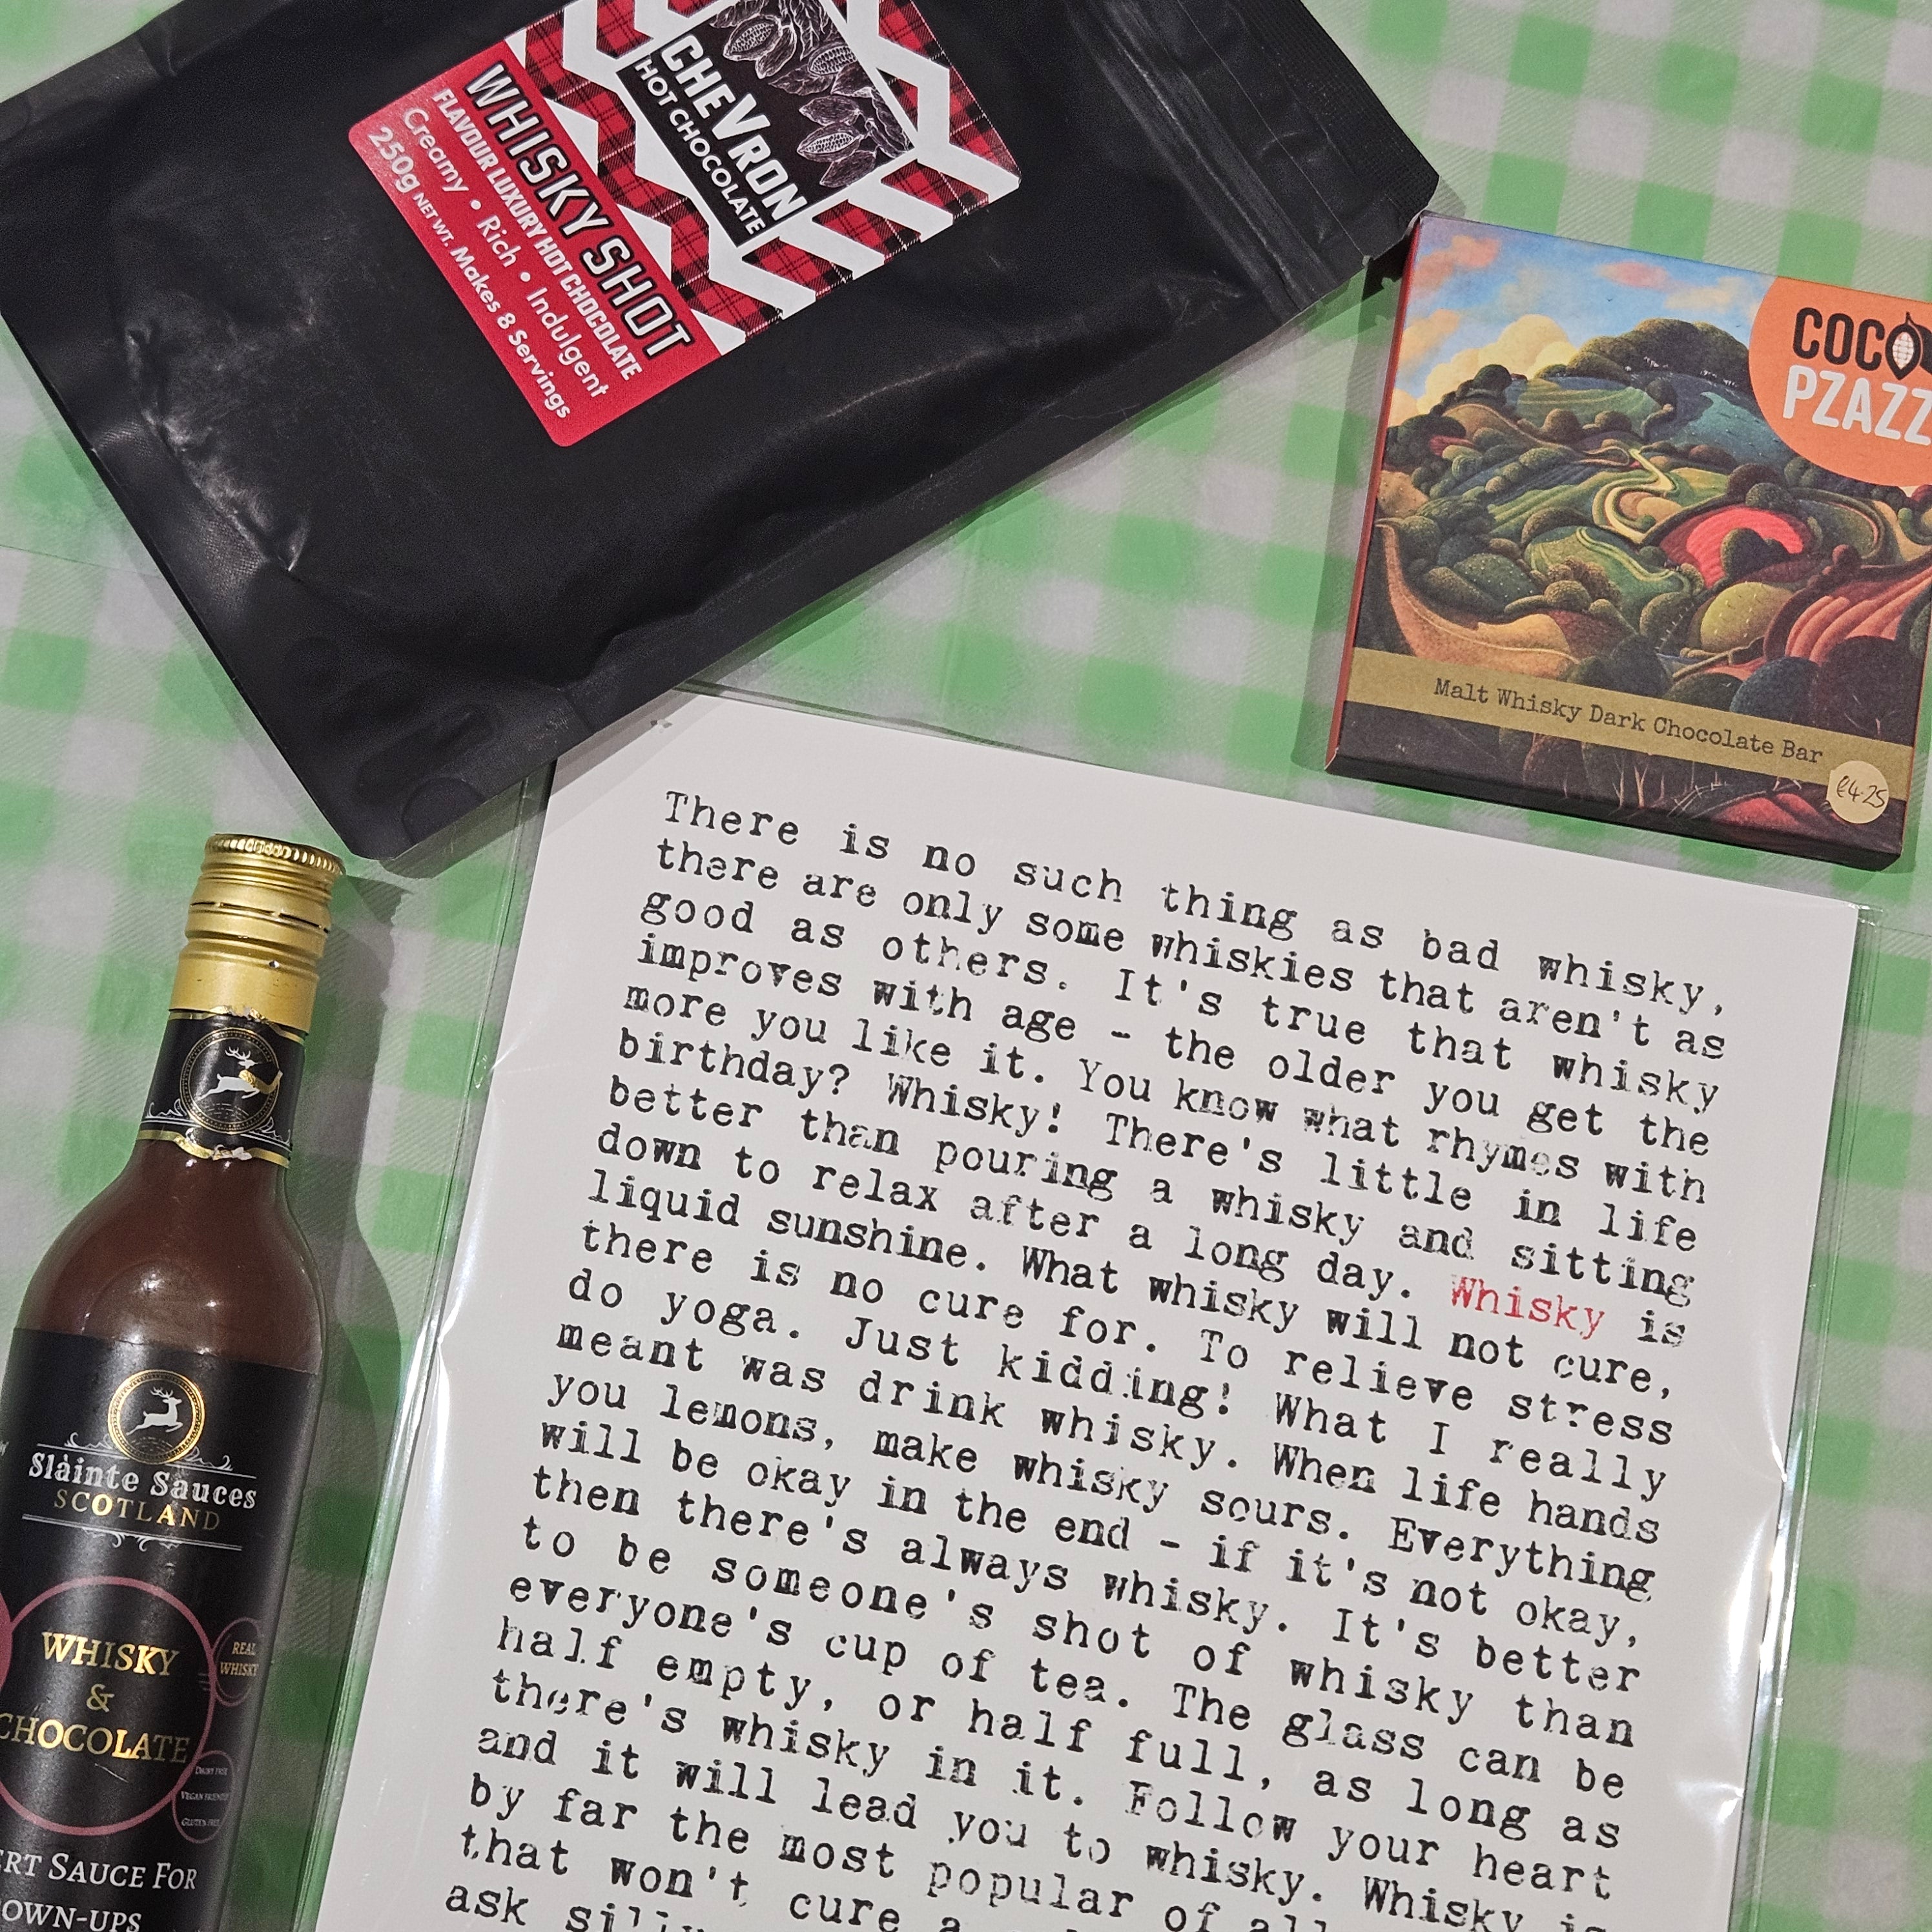 CHEVRON
HOT CHOCOLATE
WHISKY SHOT
FLAVOUR LUXURY HOT CHOCOLATE
Creamy • Rich • Indulgent
250g NET WT. Makes 8 Servings
COCO
PZAZZ
Malt Whisky Dark Chocolate Bar
£4.25
There is no such thing as bad whisky,
there are only some whiskies that aren't as
good as others. It's true that whisky
improves with age - the older you get the
more you like it. You know what rhymes with
birthday? Whisky! There's little in life
better than pouring a whisky and sitting
down to relax after a long day. Whisky is
liquid sunshine. What whisky will not cure,
there is no cure for. To relieve stress
do yoga. Just kidding! What I really
meant was drink whisky. When life hands
you lemons, make whisky sours. Everything
will be okay in the end - if it's not okay,
then there's always whisky. It's better
to be someone's shot of whisky than
everyone's cup of tea. The glass can be
half empty, or half full, as long as
there's whisky in it. Follow your heart
and it will lead you to whisky. Whisky is
by far the most popular of all
that won't cure a
ask silly
Slàinte Sauces
SCOTLAND
WHISKY
&
CHOCOLATE
REAL
WHISKY
DAIRY FREE
VEGAN FRIENDLY
GLUTEN FREE
SAUCE FOR